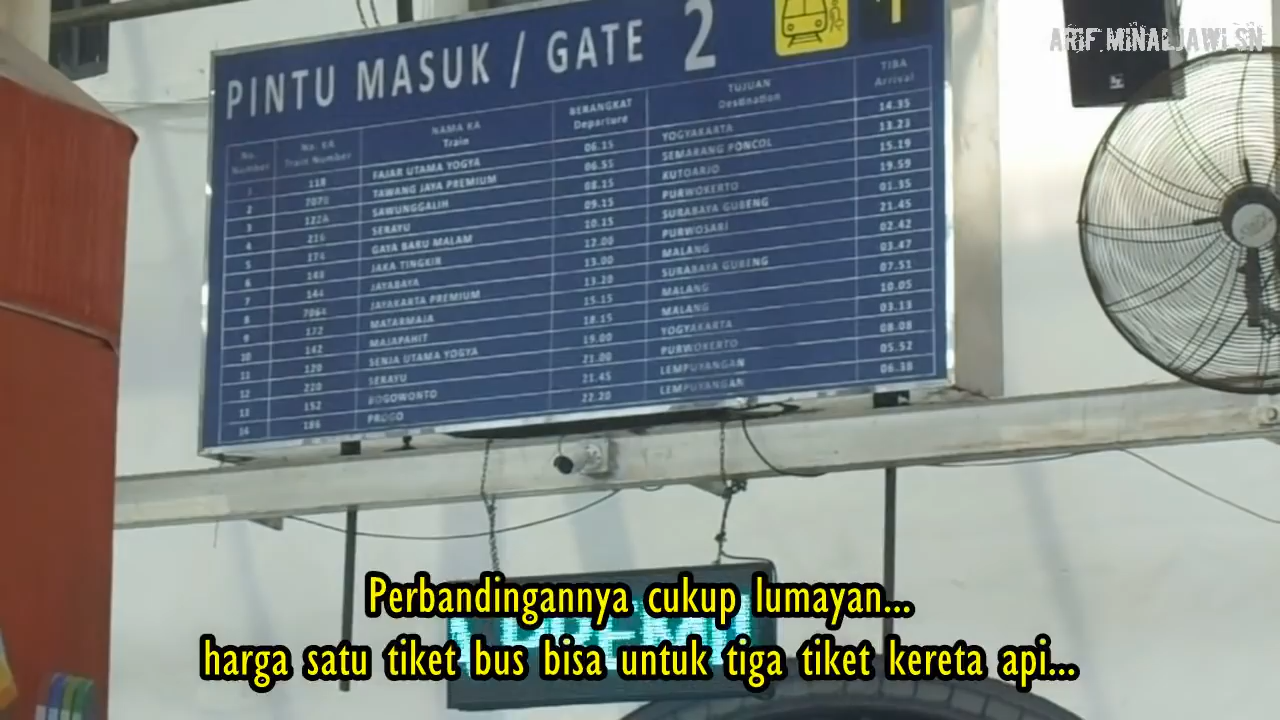 ARIF.MINALJAWI.SN
PINTU MASUK / GATE 2
1
No. Number No. KA Train Number NAMA KA Train BERANGKAT Departure TUJUAN Destination TIBA Arrival
1 118 FAJAR UTAMA YOGYA 06.15 YOGYAKARTA 14.35
2 7078 TAWANG JAYA PREMIUM 06.55 SEMARANG PONCOL 13.23
3 122A SAWUNGGALIH 08.15 KUTOARJO 15.19
4 216 SERAYU 09.15 PURWOKERTO 19.59
5 174 GAYA BARU MALAM 10.15 SURABAYA GUBENG 01.35
6 148 JAKA TINGKIR 12.00 PURWOSARI 21.45
7 144 JAYABAYA 13.00 MALANG 02.42
8 7064 JAYAKARTA PREMIUM 13.20 SURABAYA GUBENG 03.47
9 172 MATARMAJA 15.15 MALANG 07.51
10 142 MAJAPAHIT 18.15 MALANG 10.05
11 120 SENJA UTAMA YOGYA 19.00 YOGYAKARTA 03.13
12 220 SERAYU 21.00 PURWOKERTO 08.08
13 152 BOGOWONTO 21.45 LEMPUYANGAN 05.52
14 186 PROGO 22.20 LEMPUYANGAN 06.38
Perbandingannya cukup lumayan...
harga satu tiket bus bisa untuk tiga tiket kereta api...